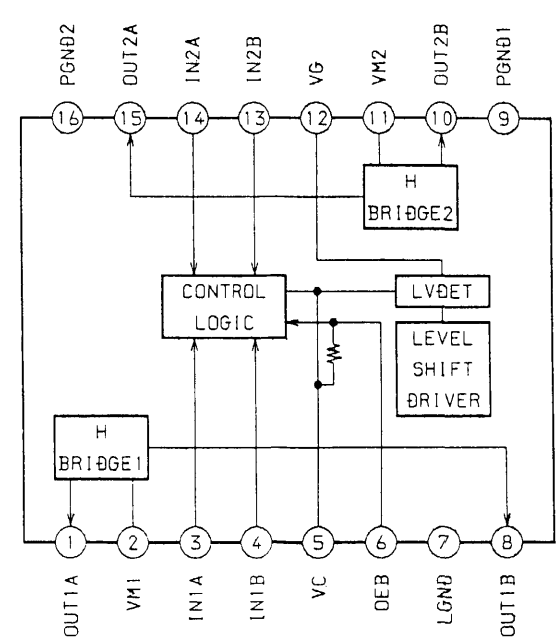 PGND2
OUT2A
IN2A
IN2B
VG
VM2
OUT2B
PGND1
16
15
14
13
12
11
10
9
H
BRIDGE2
CONTROL
LOGIC
LVDET
LEVEL
SHIFT
DRIVER
H
BRIDGE1
1
2
3
4
5
6
7
8
OUT1A
VM1
IN1A
IN1B
VC
OEB
LGND
OUT1B